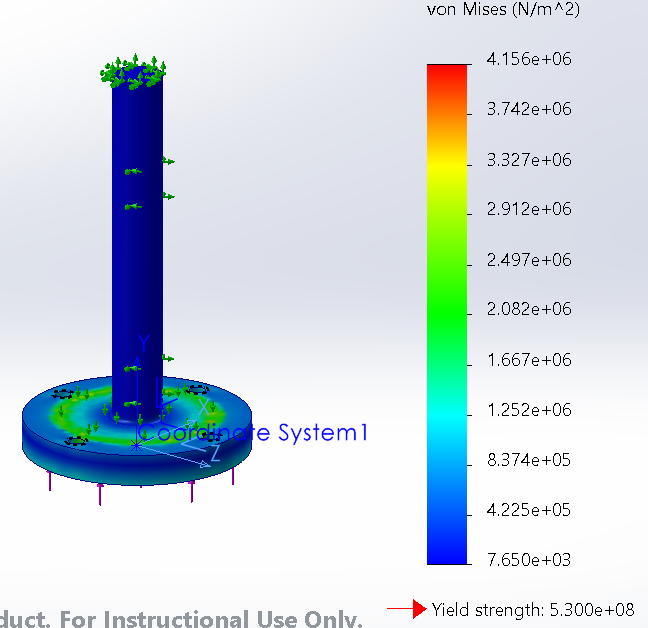 von Mises (N/m^2)
4.156e+06
3.742e+06
3.327e+06
2.912e+06
2.497e+06
2.082e+06
1.667e+06
1.252e+06
8.374e+05
4.225e+05
7.650e+03
Yield strength: 5.300e+08
Y
X
Z
Coordinate System1
duct. For Instructional Use Only.